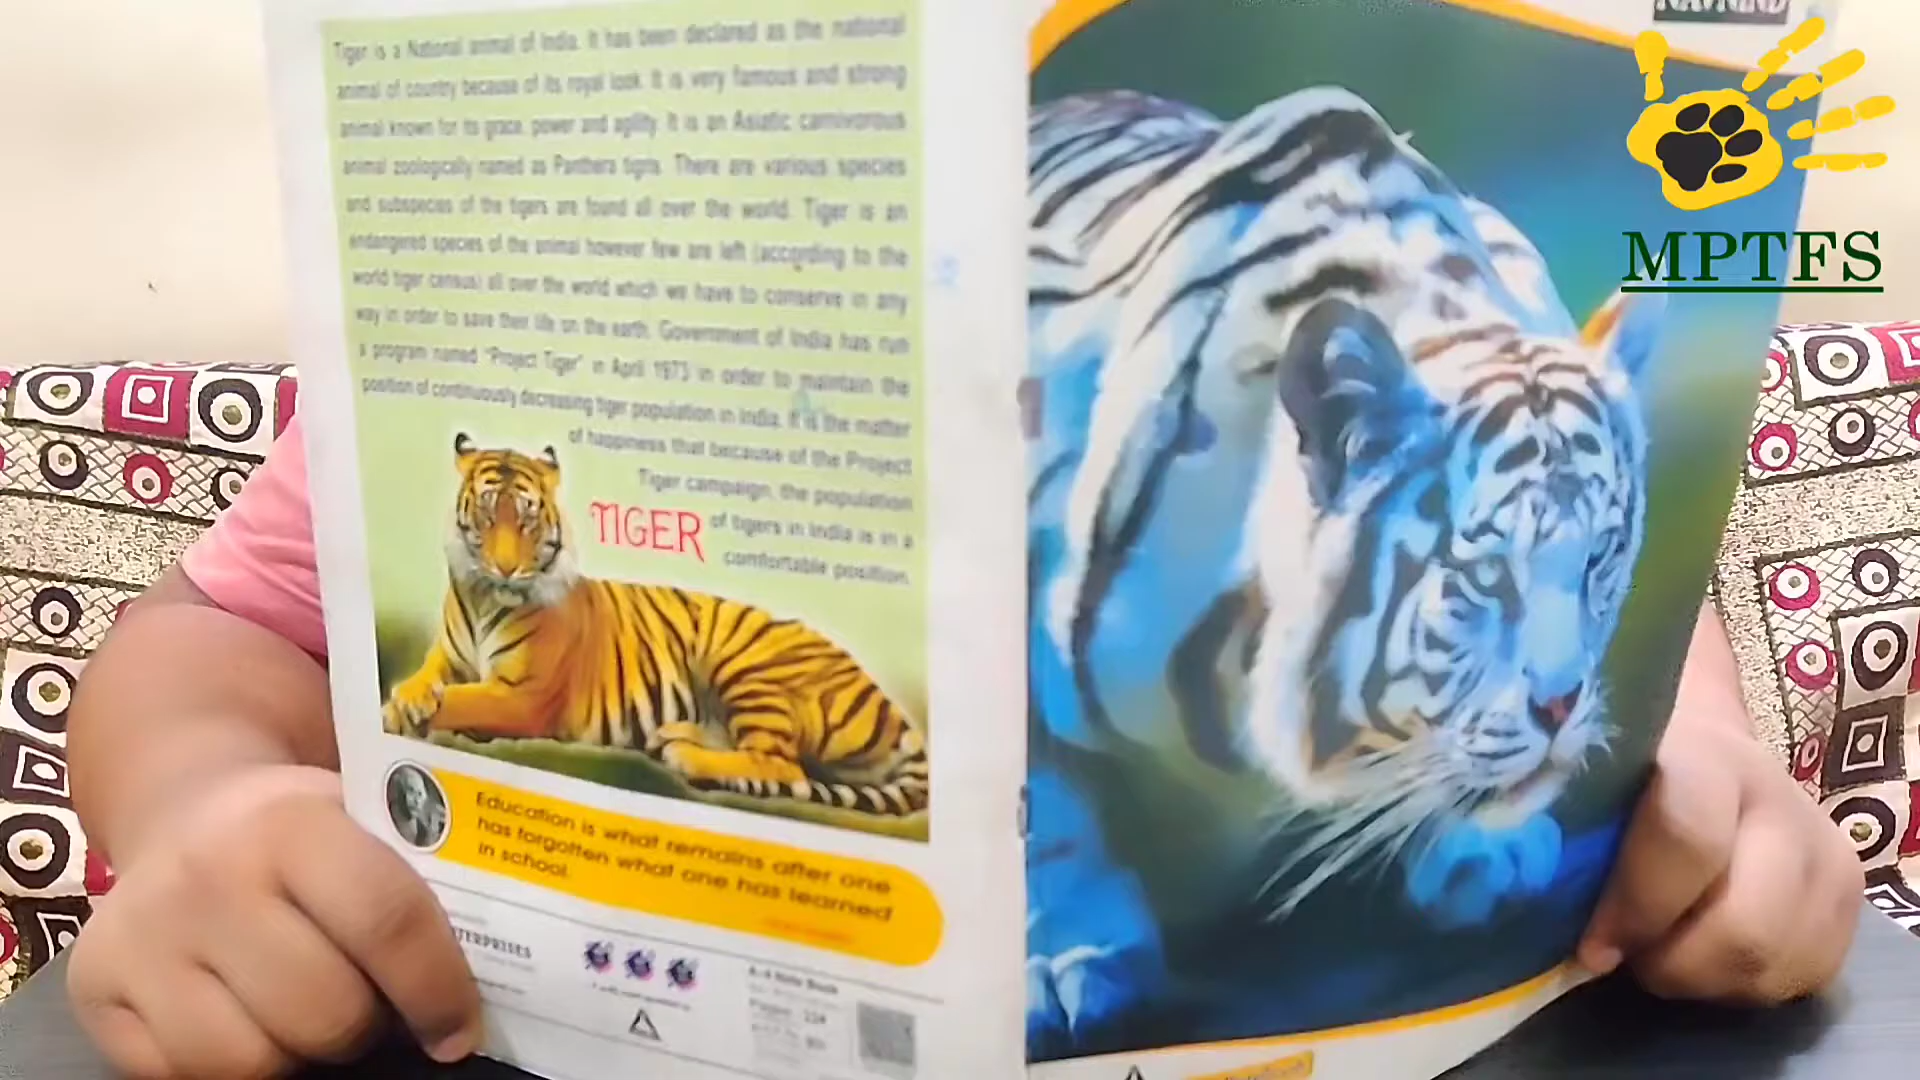 Tiger is a National animal of India. It has been declared as the national
animal of country because of its royal look. It is very famous and strong
animal known for its grace, power and agility. It is an Asiatic carnivorous
animal zoologically named as Panthera tigris. There are various species
and subspecies of the tigers are found all over the world. Tiger is an
endangered species of the animal however few are left (according to the
world tiger census) all over the world which we have to conserve in any
way in order to save their life on the earth. Government of India has run
a program named "Project Tiger" in April 1973 in order to maintain the
position of continuously decreasing tiger population in India. It is the matter
of happiness that because of the Project
Tiger campaign, the population
of tigers in India is in a
comfortable position.
TIGER
Education is what remains after one
has forgotten what one has learned
in school.
TERPRISES
Note Book
Pages
NAVNIND
MPTFS